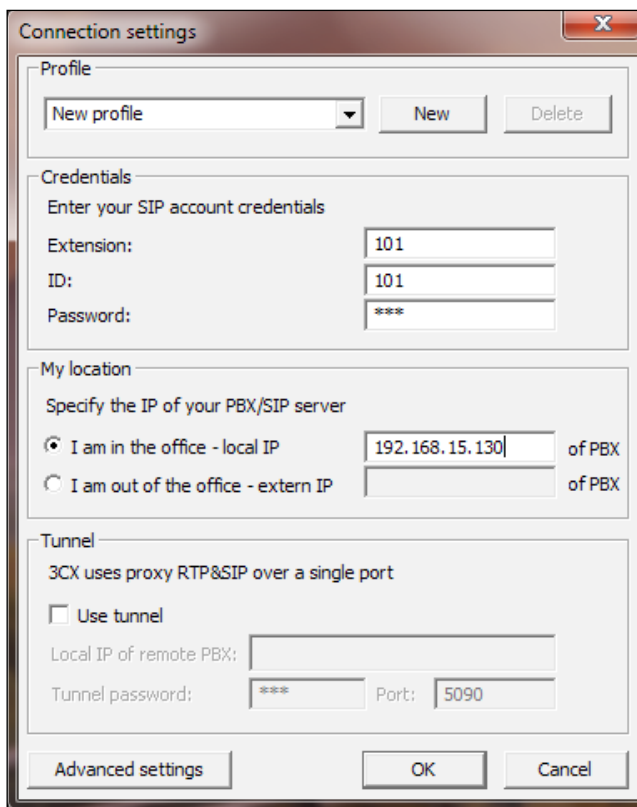 Connection settings
Profile
New profile New Delete
Credentials
Enter your SIP account credentials
Extension: 101
ID: 101
Password: ***
My location
Specify the IP of your PBX/SIP server
I am in the office - local IP 192.168.15.130 of PBX
I am out of the office - extern IP of PBX
Tunnel
3CX uses proxy RTP&SIP over a single port
Use tunnel
Local IP of remote PBX:
Tunnel password: *** Port: 5090
Advanced settings OK Cancel